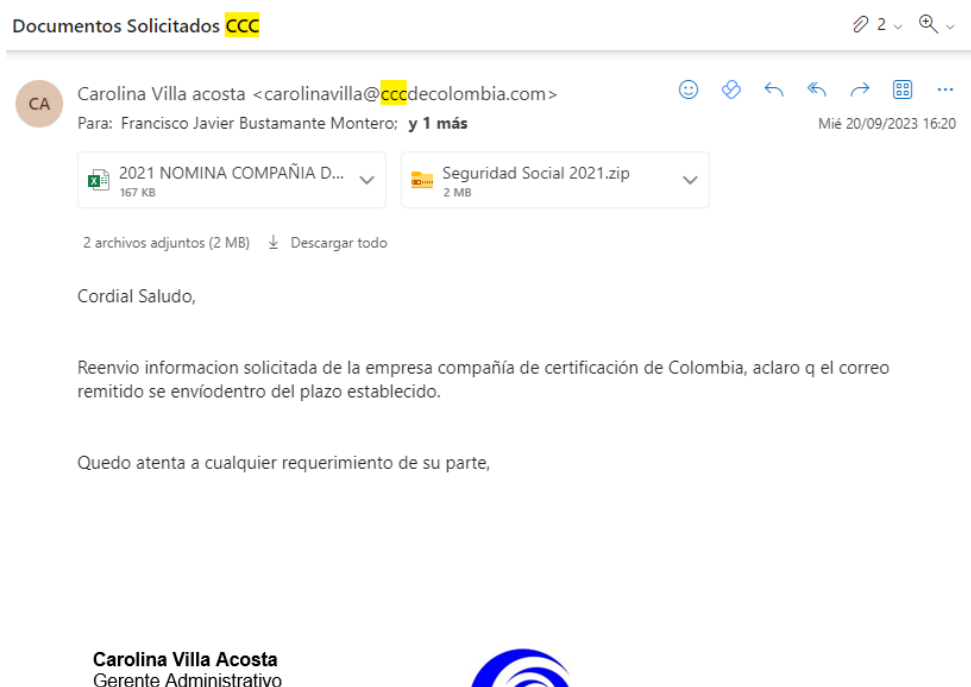 Documentos Solicitados CCC
2
CA
Carolina Villa acosta <carolinavilla@cccdecolombia.com>
Para: Francisco Javier Bustamante Montero; y 1 más
Mié 20/09/2023 16:20
2021 NOMINA COMPAÑIA D...
167 KB
Seguridad Social 2021.zip
2 MB
2 archivos adjuntos (2 MB)
Descargar todo
Cordial Saludo,
Reenvio informacion solicitada de la empresa compañía de certificación de Colombia, aclaro q el correo
remitido se envíodentro del plazo establecido.
Quedo atenta a cualquier requerimiento de su parte,
Carolina Villa Acosta
Gerente Administrativo